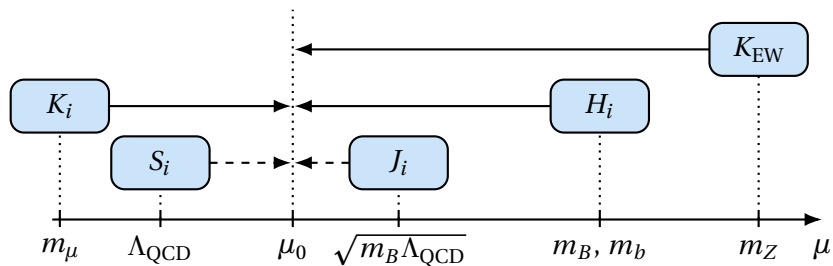 K_EW
K_i H_i
S_i J_i
m_μ Λ_QCD μ_0 √(m_B Λ_QCD) m_B, m_b m_Z μ